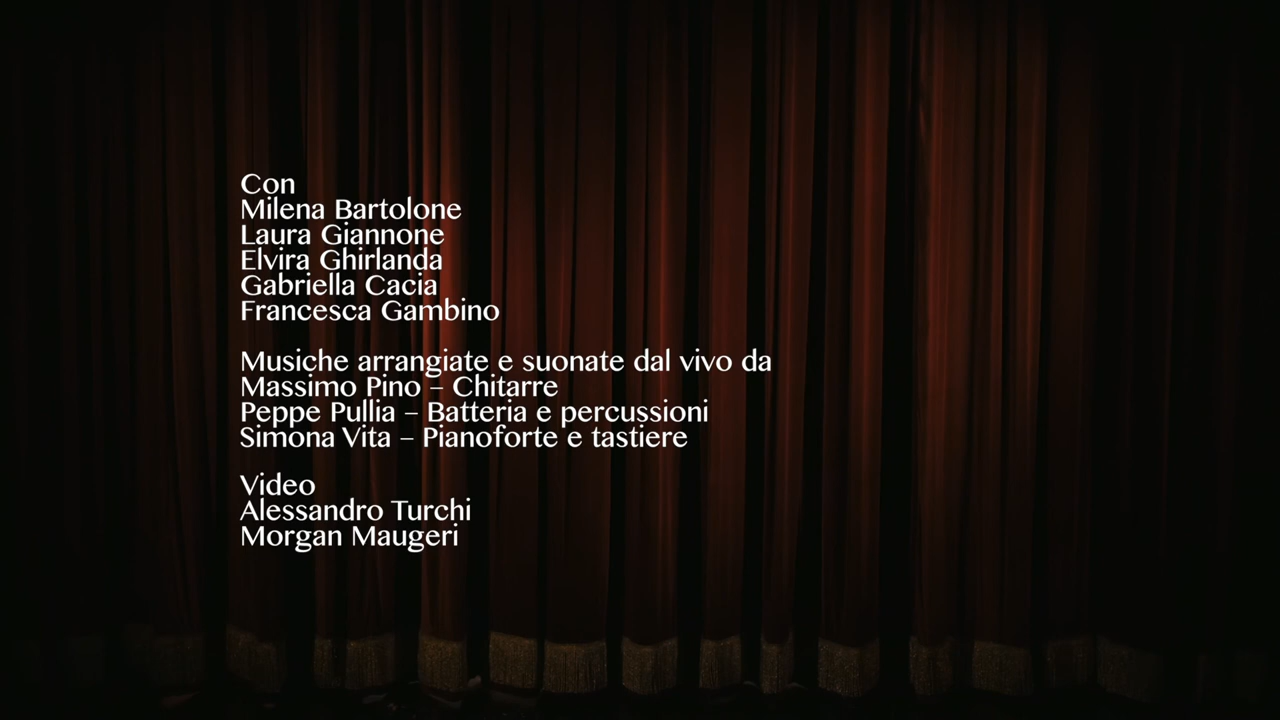 Con
Milena Bartolone
Laura Giannone
Elvira Ghirlanda
Gabriella Cacia
Francesca Gambino
Musiche arrangiate e suonate dal vivo da
Massimo Pino – Chitarre
Peppe Pullia – Batteria e percussioni
Simona Vita – Pianoforte e tastiere
Video
Alessandro Turchi
Morgan Maugeri